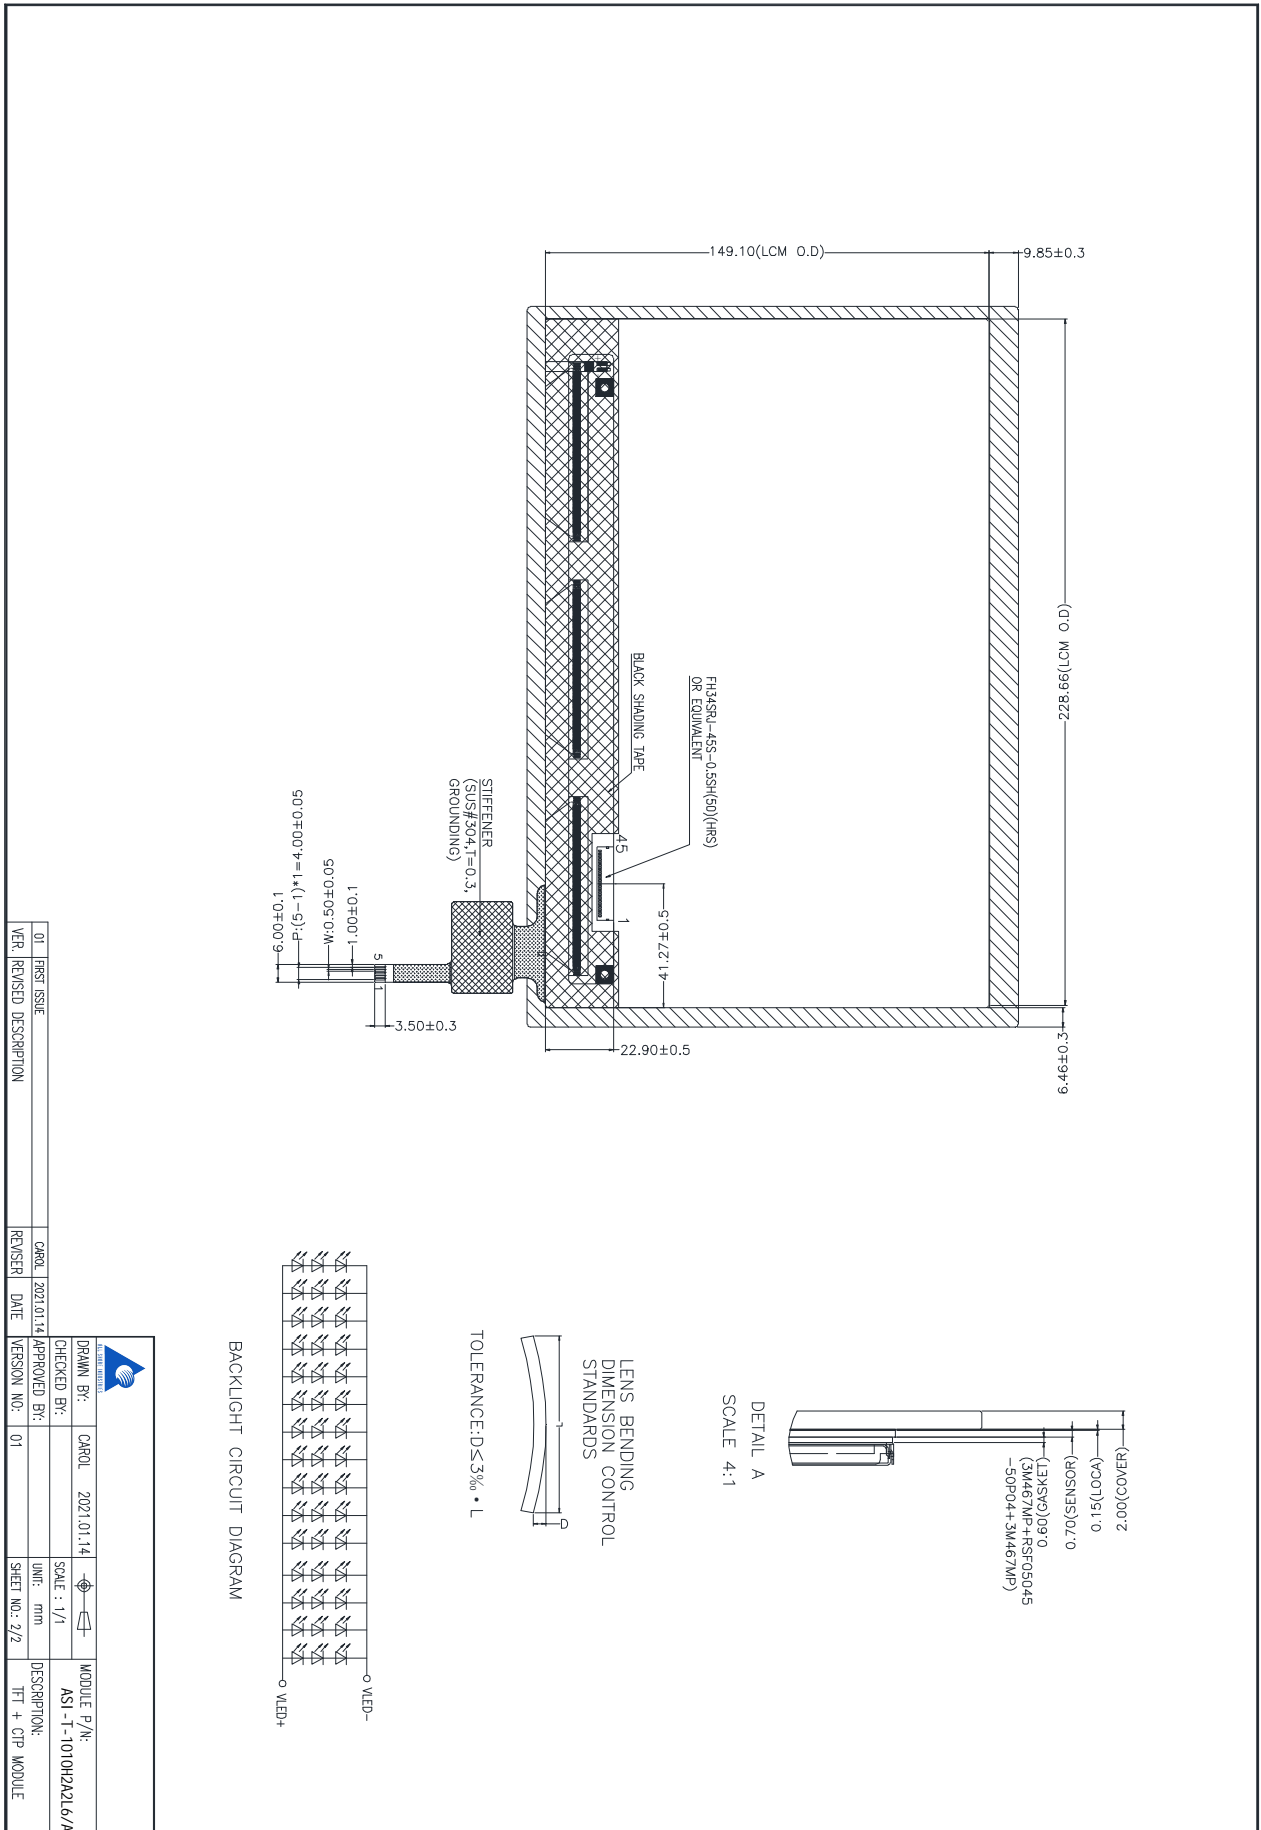 149.10(LCM O.D)
9.85±0.3
228.66(LCM O.D)
6.46±0.3
FH34SRJ-45S-0.5SH(50)(HRS)
OR EQUIVALENT
BLACK SHADING TAPE
45
1
41.27±0.5
22.90±0.5
STIFFENER
(SUS#304,T=0.3,
GROUNDING)
1.00±0.1
W:0.50±0.05
P:(5-1)*1=4.00±0.05
6.00±0.1
5
1
3.50±0.3
2.00(COVER)
0.15(LOCA)
0.70(SENSOR)
0.60(GASKET)
(3M467MP+RSF05045
-50P04+3M467MP)
DETAIL A
SCALE 4:1
LENS BENDING
DIMENSION CONTROL
STANDARDS
L
D
TOLERANCE:D≤3‰•L
VLED-
VLED+
BACKLIGHT CIRCUIT DIAGRAM
01 FIRST ISSUE CAROL 2021.01.14
VER. REVISED DESCRIPTION REVISER DATE
ALL SHORE INDUSTRIES
DRAWN BY: CAROL 2021.01.14
CHECKED BY:
APPROVED BY:
VERSION NO: 01
SCALE : 1/1
UNIT: mm
SHEET NO.: 2/2
MODULE P/N:
ASI-T-1010H2A2L6/A
DESCRIPTION:
TFT + CTP MODULE